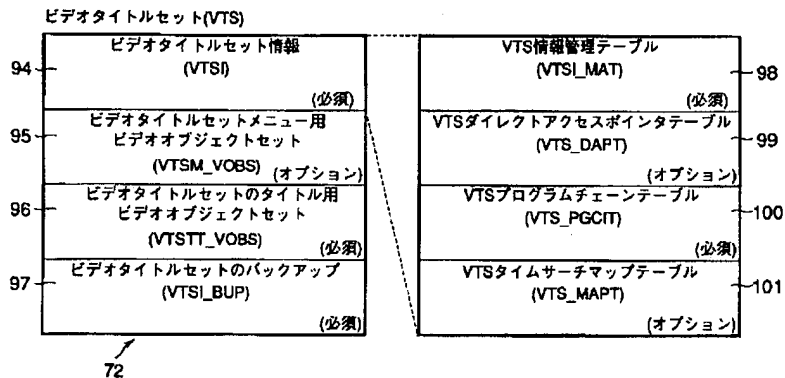 ビデオタイトルセット(VTS)
94
ビデオタイトルセット情報
(VTSI)
(必須)
95
ビデオタイトルセットメニュー用
ビデオオブジェクトセット
(VTSM_VOBS)
(オプション)
96
ビデオタイトルセットのタイトル用
ビデオオブジェクトセット
(VTSTT_VOBS)
(必須)
97
ビデオタイトルセットのバックアップ
(VTSI_BUP)
(必須)
72
VTS情報管理テーブル
(VTSI_MAT)
(必須)
98
VTSダイレクトアクセスポインタテーブル
(VTS_DAPT)
(オプション)
99
VTSプログラムチェーンテーブル
(VTS_PGCIT)
(必須)
100
VTSタイムサーチマップテーブル
(VTS_MAPT)
(オプション)
101